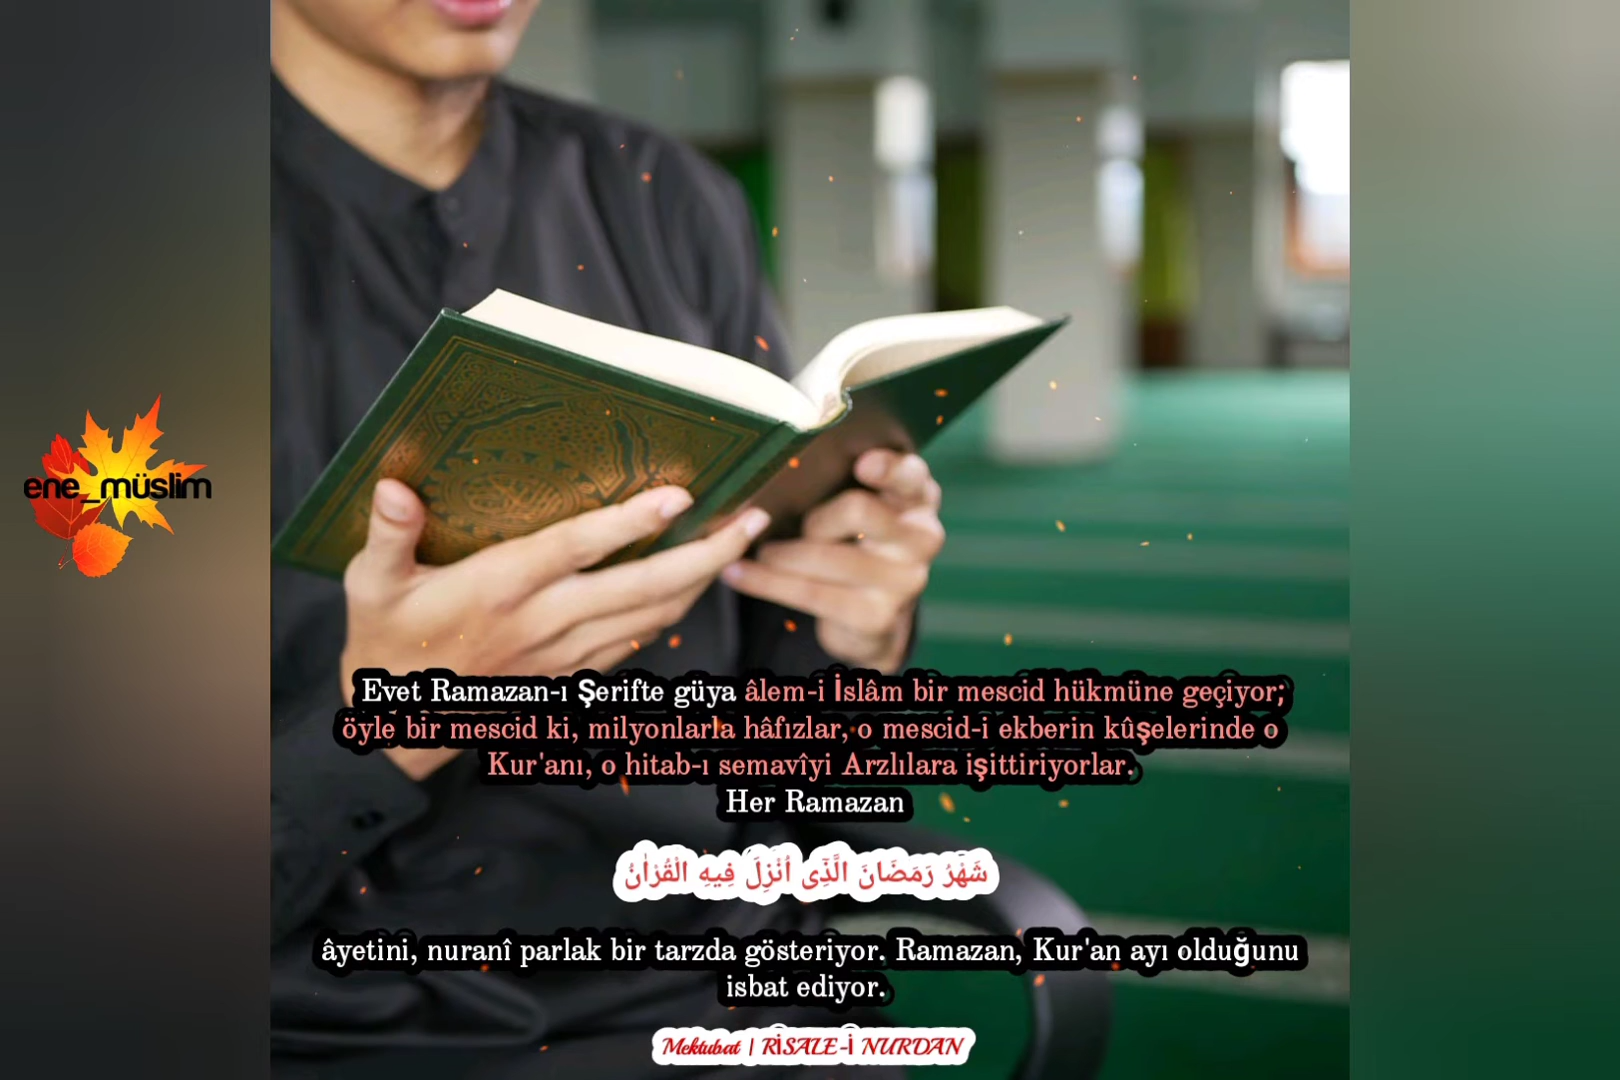 ene_müslim
Evet Ramazan-ı Şerifte güya âlem-i İslâm bir mescid hükmüne geçiyor;
öyle bir mescid ki, milyonlarla hâfızlar, o mescid-i ekberin kûşelerinde o
Kur'anı, o hitab-ı semavîyi Arzlılara işittiriyorlar.
Her Ramazan
شَهْرُ رَمَضَانَ الَّذٖٓى اُنْزِلَ فٖيهِ الْقُرْاٰنُ
âyetini, nuranî parlak bir tarzda gösteriyor. Ramazan, Kur'an ayı olduğunu
isbat ediyor.
Mektubat | RİSALE-İ NURDAN